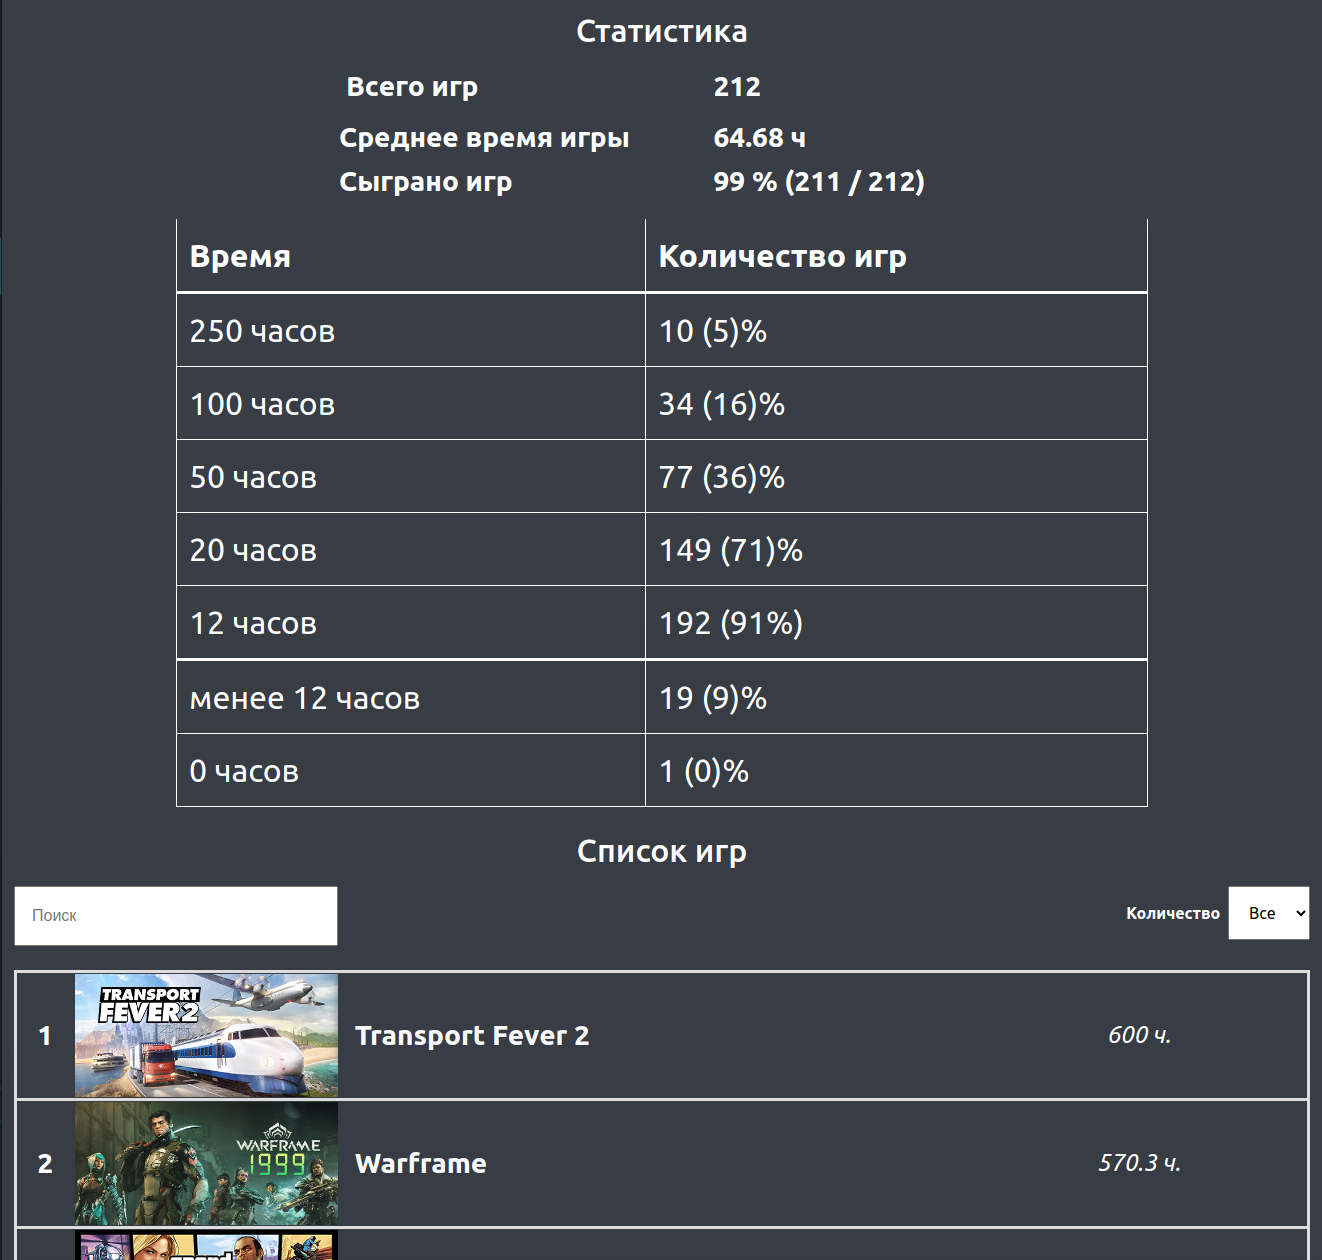 Статистика
Всего игр 212
Среднее время игры 64.68 ч
Сыграно игр 99 % (211 / 212)
Время Количество игр
250 часов 10 (5)%
100 часов 34 (16)%
50 часов 77 (36)%
20 часов 149 (71)%
12 часов 192 (91%)
менее 12 часов 19 (9)%
0 часов 1 (0)%
Список игр
Поиск Количество Все
TRANSPORT
FEVER 2
1 Transport Fever 2 600 ч.
WARFRAME
1999
2 Warframe 570.3 ч.